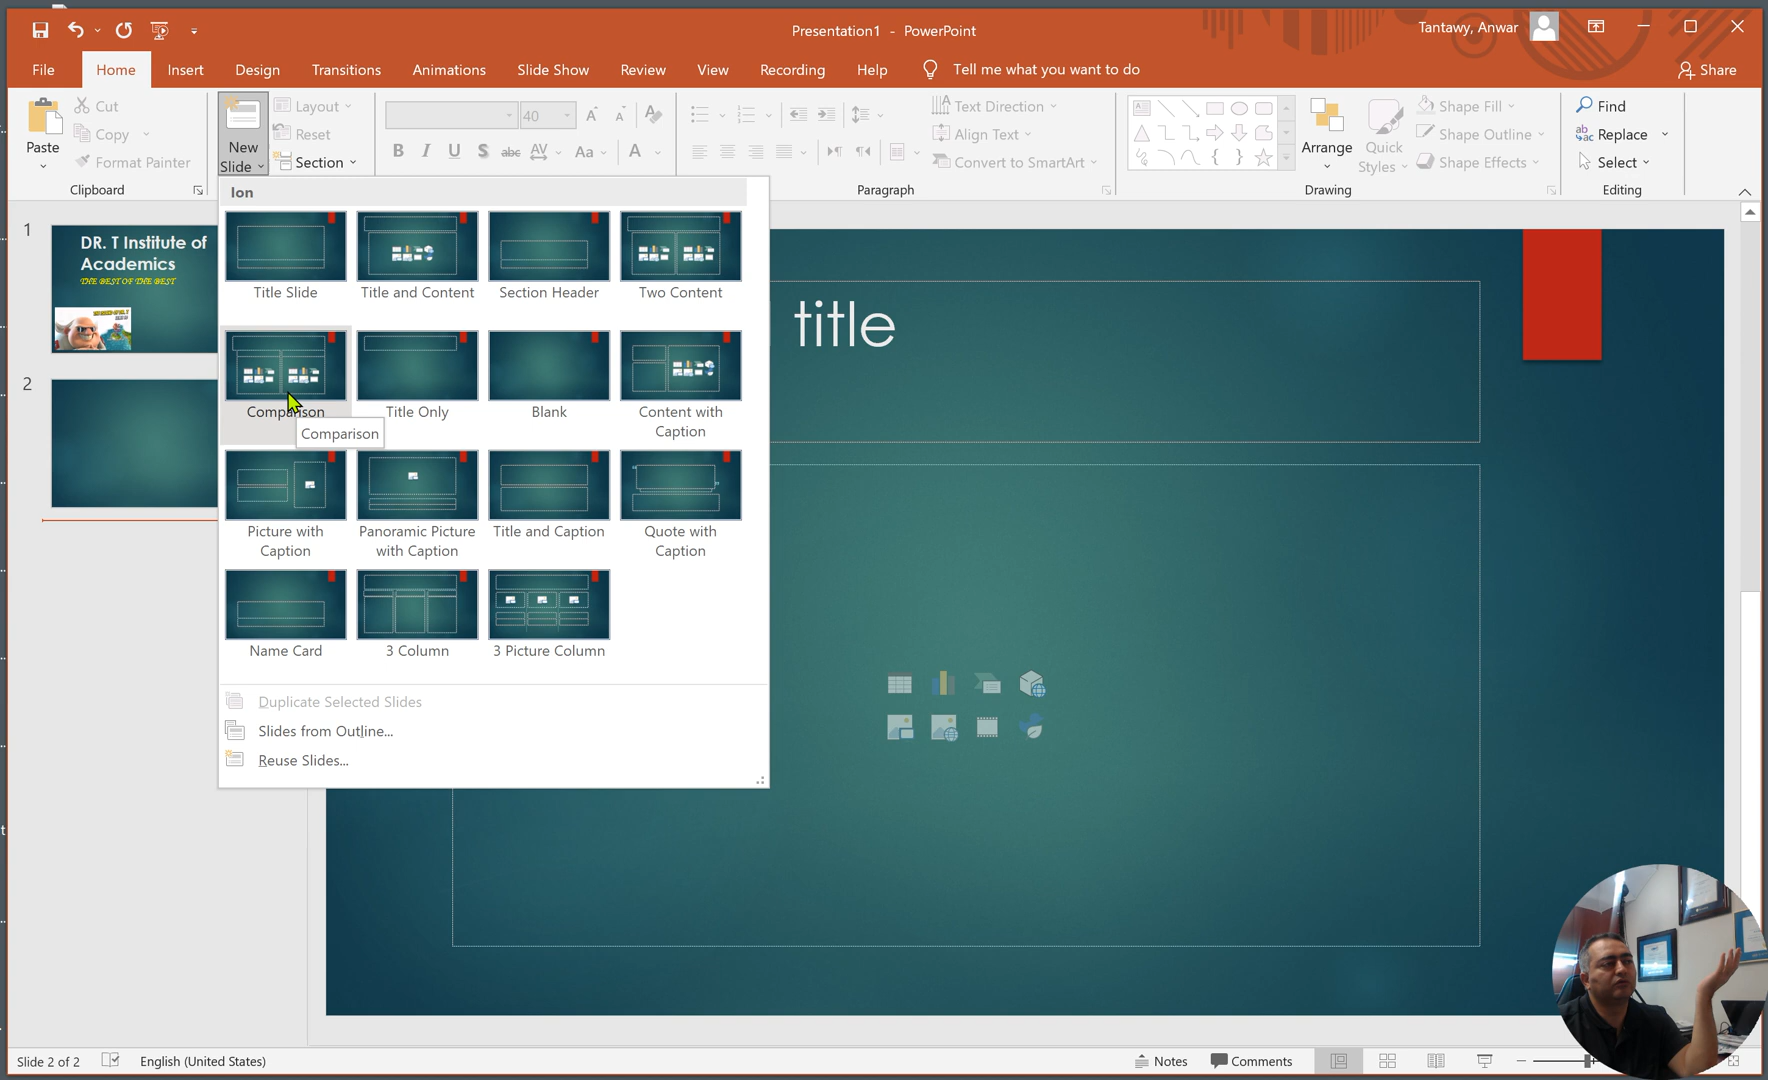 Presentation1 - PowerPoint
Tantawy, Anwar
File Home Insert Design Transitions Animations Slide Show Review View Recording Help Tell me what you want to do
Share
Paste
Cut
Copy
Format Painter
Clipboard
New
Slide
Layout
Reset
Section
40
B I U S abc AV Aa A
Paragraph
Text Direction
Align Text
Convert to SmartArt
Arrange
Quick
Styles
Shape Fill
Shape Outline
Shape Effects
Drawing
Find
Replace
Select
Editing
1
DR. T Institute of
Academics
THE BEST OF THE BEST
2
Ion
Title Slide
Title and Content
Section Header
Two Content
Comparison
Title Only
Blank
Content with
Caption
Comparison
Picture with
Caption
Panoramic Picture
with Caption
Title and Caption
Quote with
Caption
Name Card
3 Column
3 Picture Column
Duplicate Selected Slides
Slides from Outline...
Reuse Slides...
title
Slide 2 of 2
English (United States)
Notes
Comments